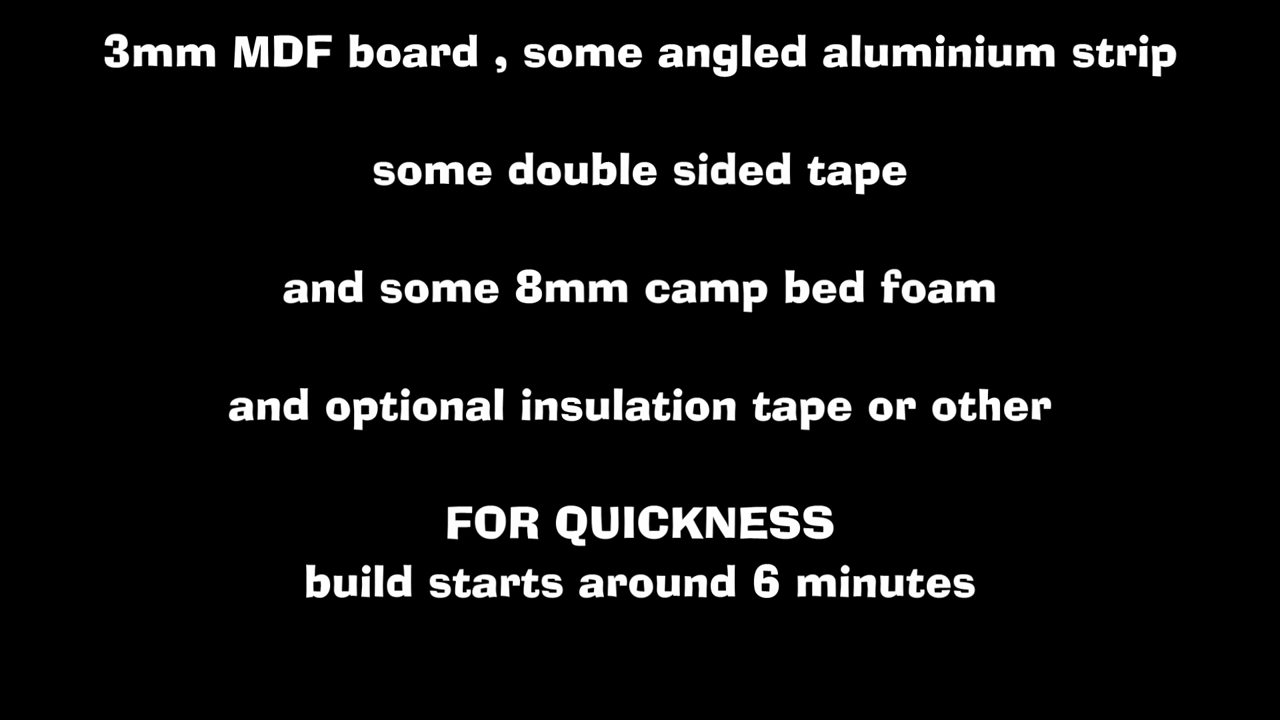 3mm MDF board , some angled aluminium strip
some double sided tape
and some 8mm camp bed foam
and optional insulation tape or other
FOR QUICKNESS
build starts around 6 minutes